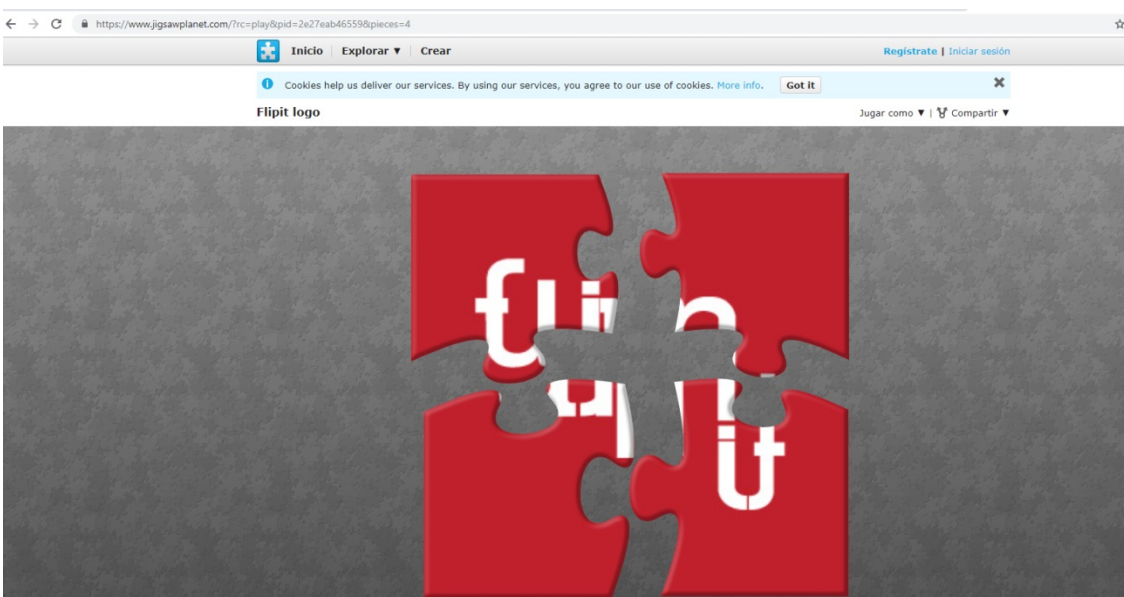 https://www.jigsawplanet.com/?rc=play&pid=2e27eab46559&pieces=4
Inicio | Explorar ▼ | Crear
Regístrate | Iniciar sesión
Cookies help us deliver our services. By using our services, you agree to our use of cookies. More info. Got it
Flipit logo
Jugar como ▼ | Compartir ▼